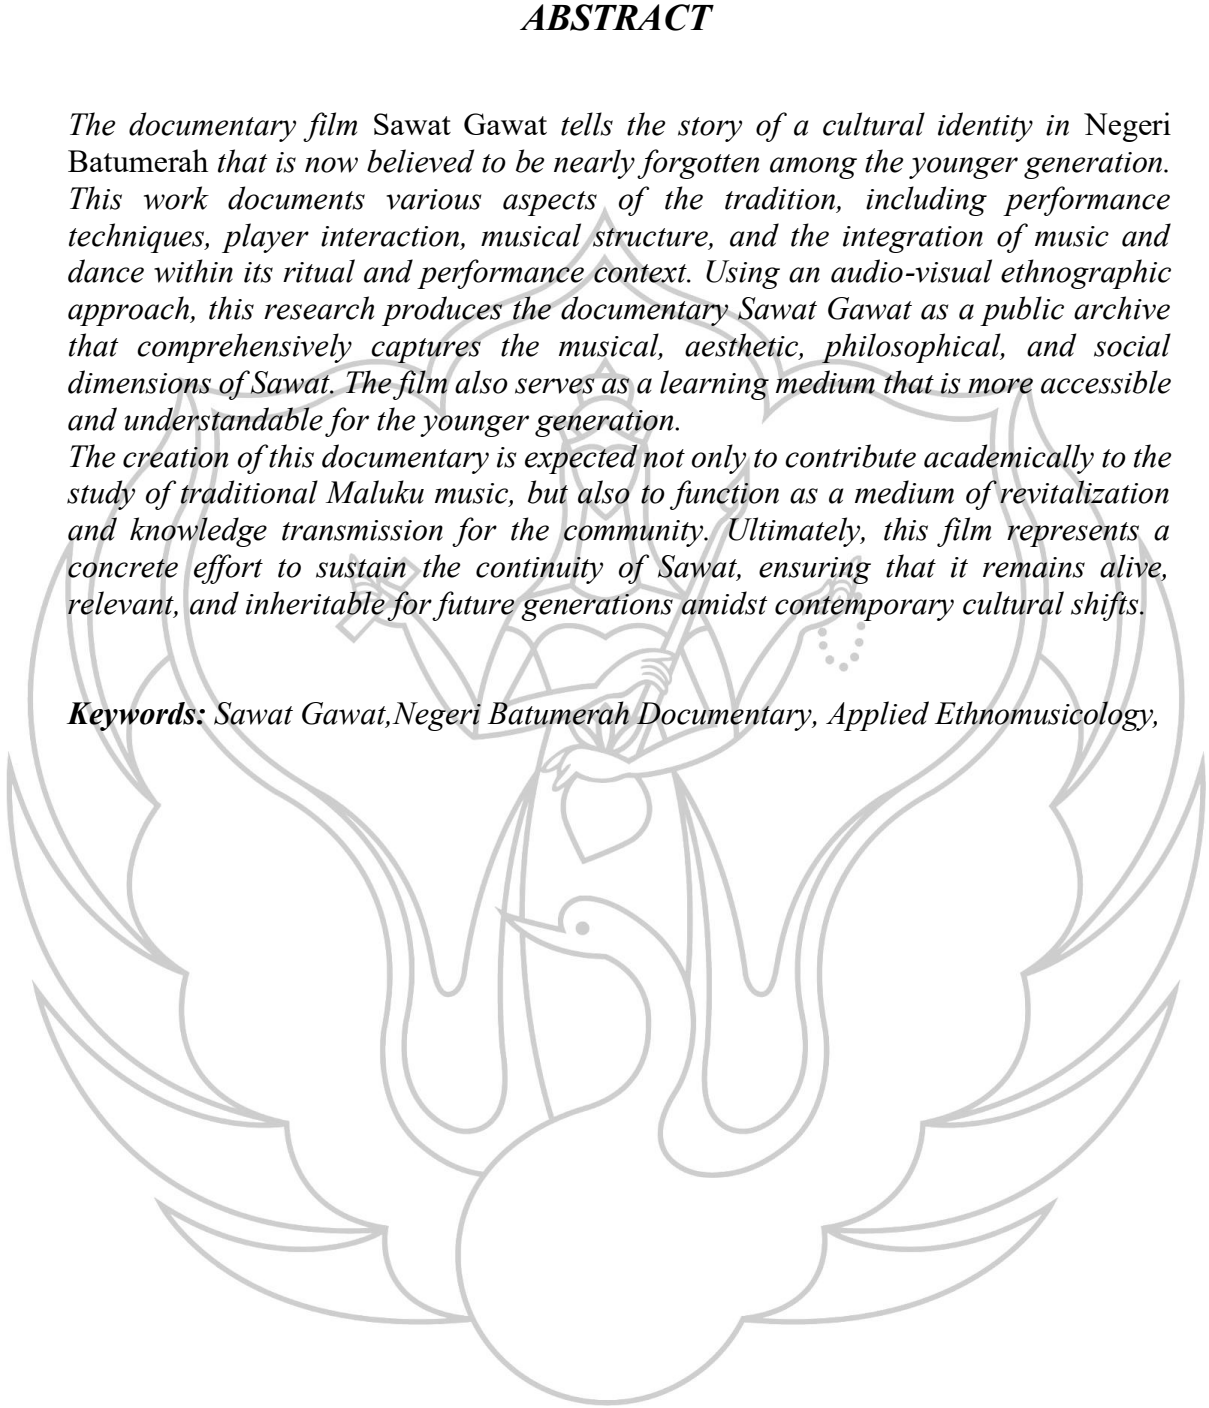 ABSTRACT
The documentary film Sawat Gawat tells the story of a cultural identity in Negeri
Batumerah that is now believed to be nearly forgotten among the younger generation.
This work documents various aspects of the tradition, including performance
techniques, player interaction, musical structure, and the integration of music and
dance within its ritual and performance context. Using an audio-visual ethnographic
approach, this research produces the documentary Sawat Gawat as a public archive
that comprehensively captures the musical, aesthetic, philosophical, and social
dimensions of Sawat. The film also serves as a learning medium that is more accessible
and understandable for the younger generation.
The creation of this documentary is expected not only to contribute academically to the
study of traditional Maluku music, but also to function as a medium of revitalization
and knowledge transmission for the community. Ultimately, this film represents a
concrete effort to sustain the continuity of Sawat, ensuring that it remains alive,
relevant, and inheritable for future generations amidst contemporary cultural shifts.
Keywords: Sawat Gawat,Negeri Batumerah Documentary, Applied Ethnomusicology,